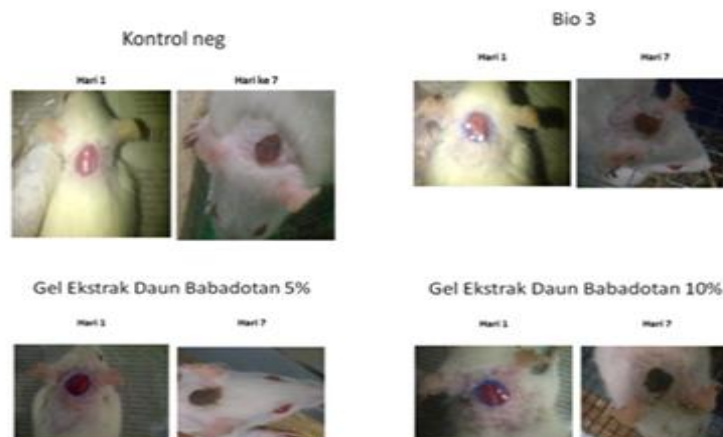 Kontrol neg
Hari 1
Hari ke 7
Bio 3
Hari 1
Hari 7
Gel Ekstrak Daun Babadotan 5%
Hari 1
Hari 7
Gel Ekstrak Daun Babadotan 10%
Hari 1
Hari 7